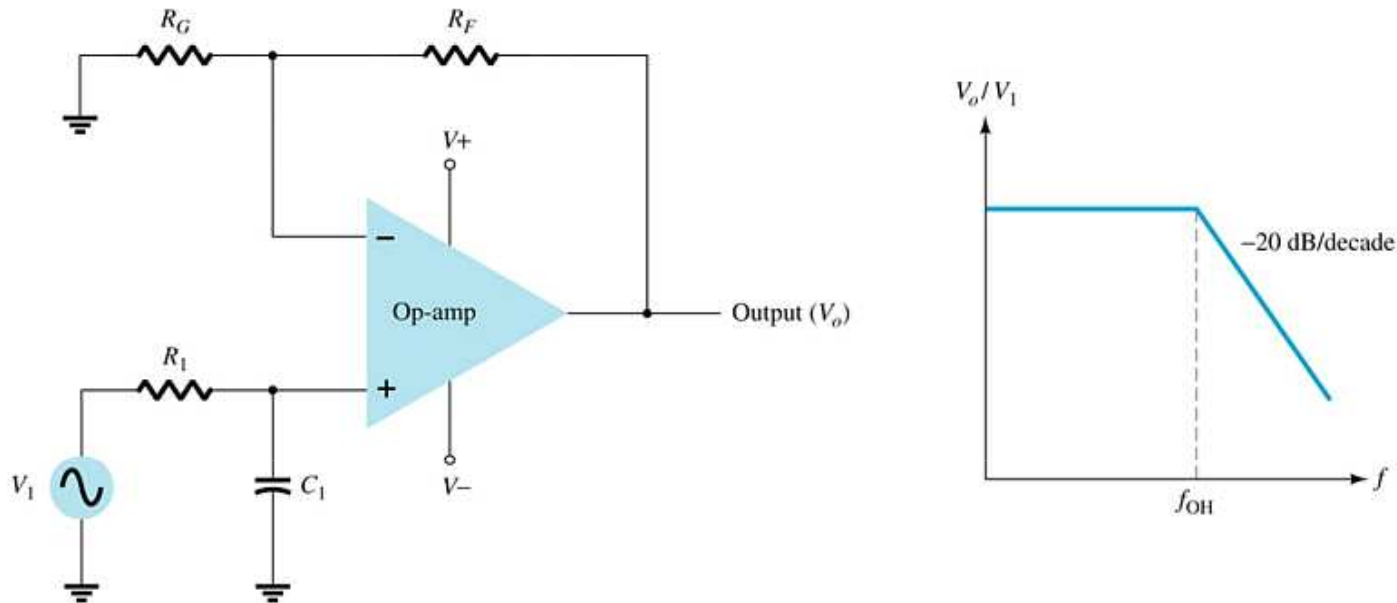 R_G
R_F
V+
−
Op-amp
Output (V_o)
R_1
+
V_1
C_1
V−
V_o / V_1
−20 dB/decade
f
f_OH